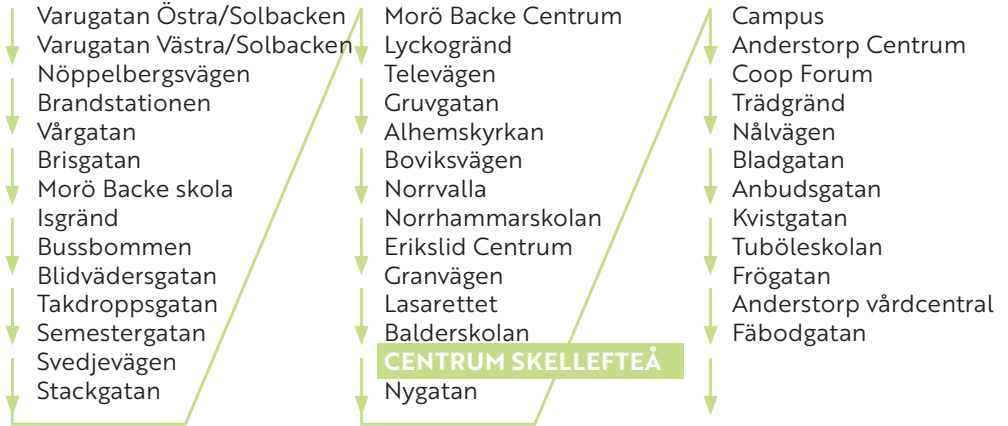 Varugatan Östra/Solbacken
Varugatan Västra/Solbacken
Nöppelbergsvägen
Brandstationen
Vårgatan
Brisgatan
Morö Backe skola
Isgränd
Bussbommen
Blidvädersgatan
Takdroppsgatan
Semestergatan
Svedjevägen
Stackgatan
Morö Backe Centrum
Lyckogränd
Televägen
Gruvgatan
Alhemskyrkan
Boviksvägen
Norrvalla
Norrhammarskolan
Erikslid Centrum
Granvägen
Lasarettet
Balderskolan
CENTRUM SKELLEFTEÅ
Nygatan
Campus
Anderstorp Centrum
Coop Forum
Trädgränd
Nålvägen
Bladgatan
Anbudsgatan
Kvistgatan
Tuböleskolan
Frögatan
Anderstorp vårdcentral
Fäbodgatan